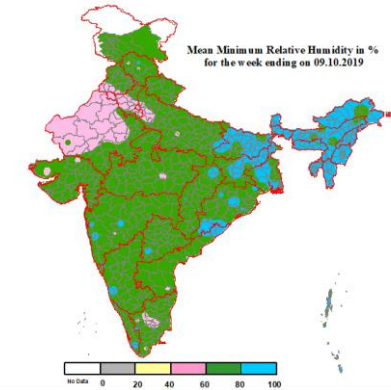 Mean Minimum Relative Humidity in %
for the week ending on 09.10.2019
No Data 0 20 40 60 80 100